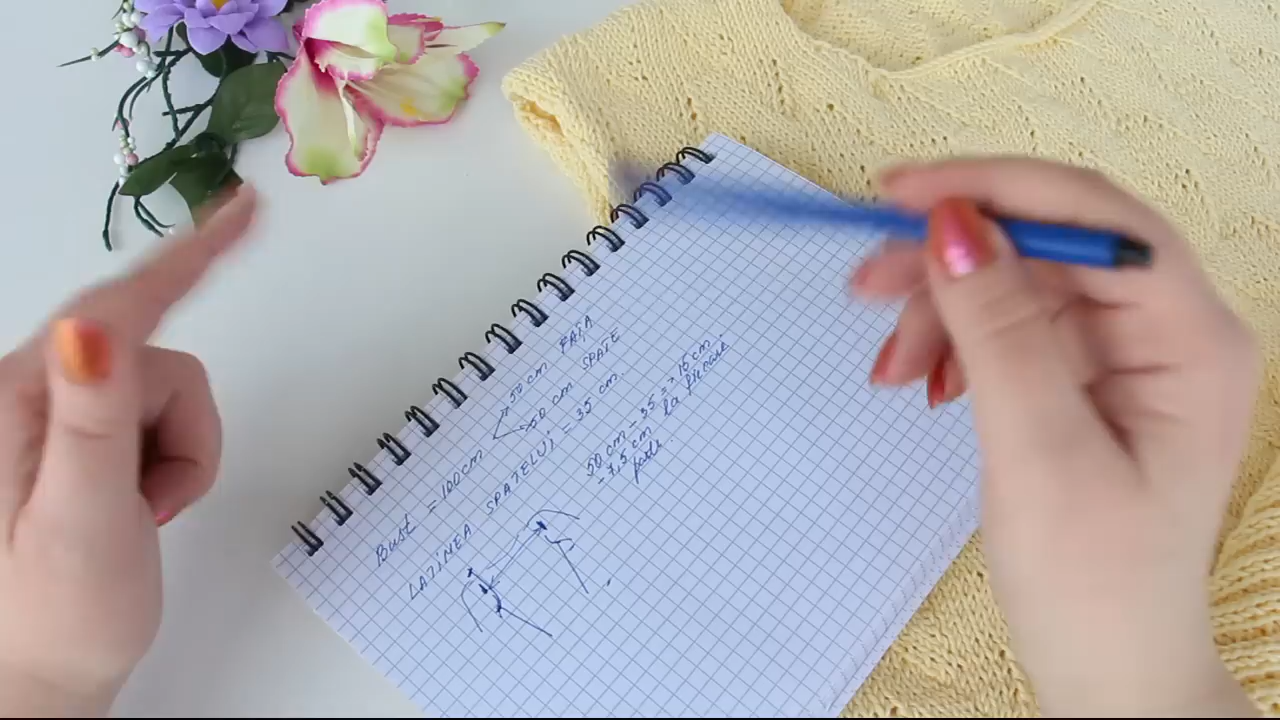 Bust = 100 cm
50 cm FAȚA
50 cm SPATE
LAȚINEA SPATELUI = 35 cm.
50 cm - 35 => 15 cm
- 7,5 cm la fiecare
parte.